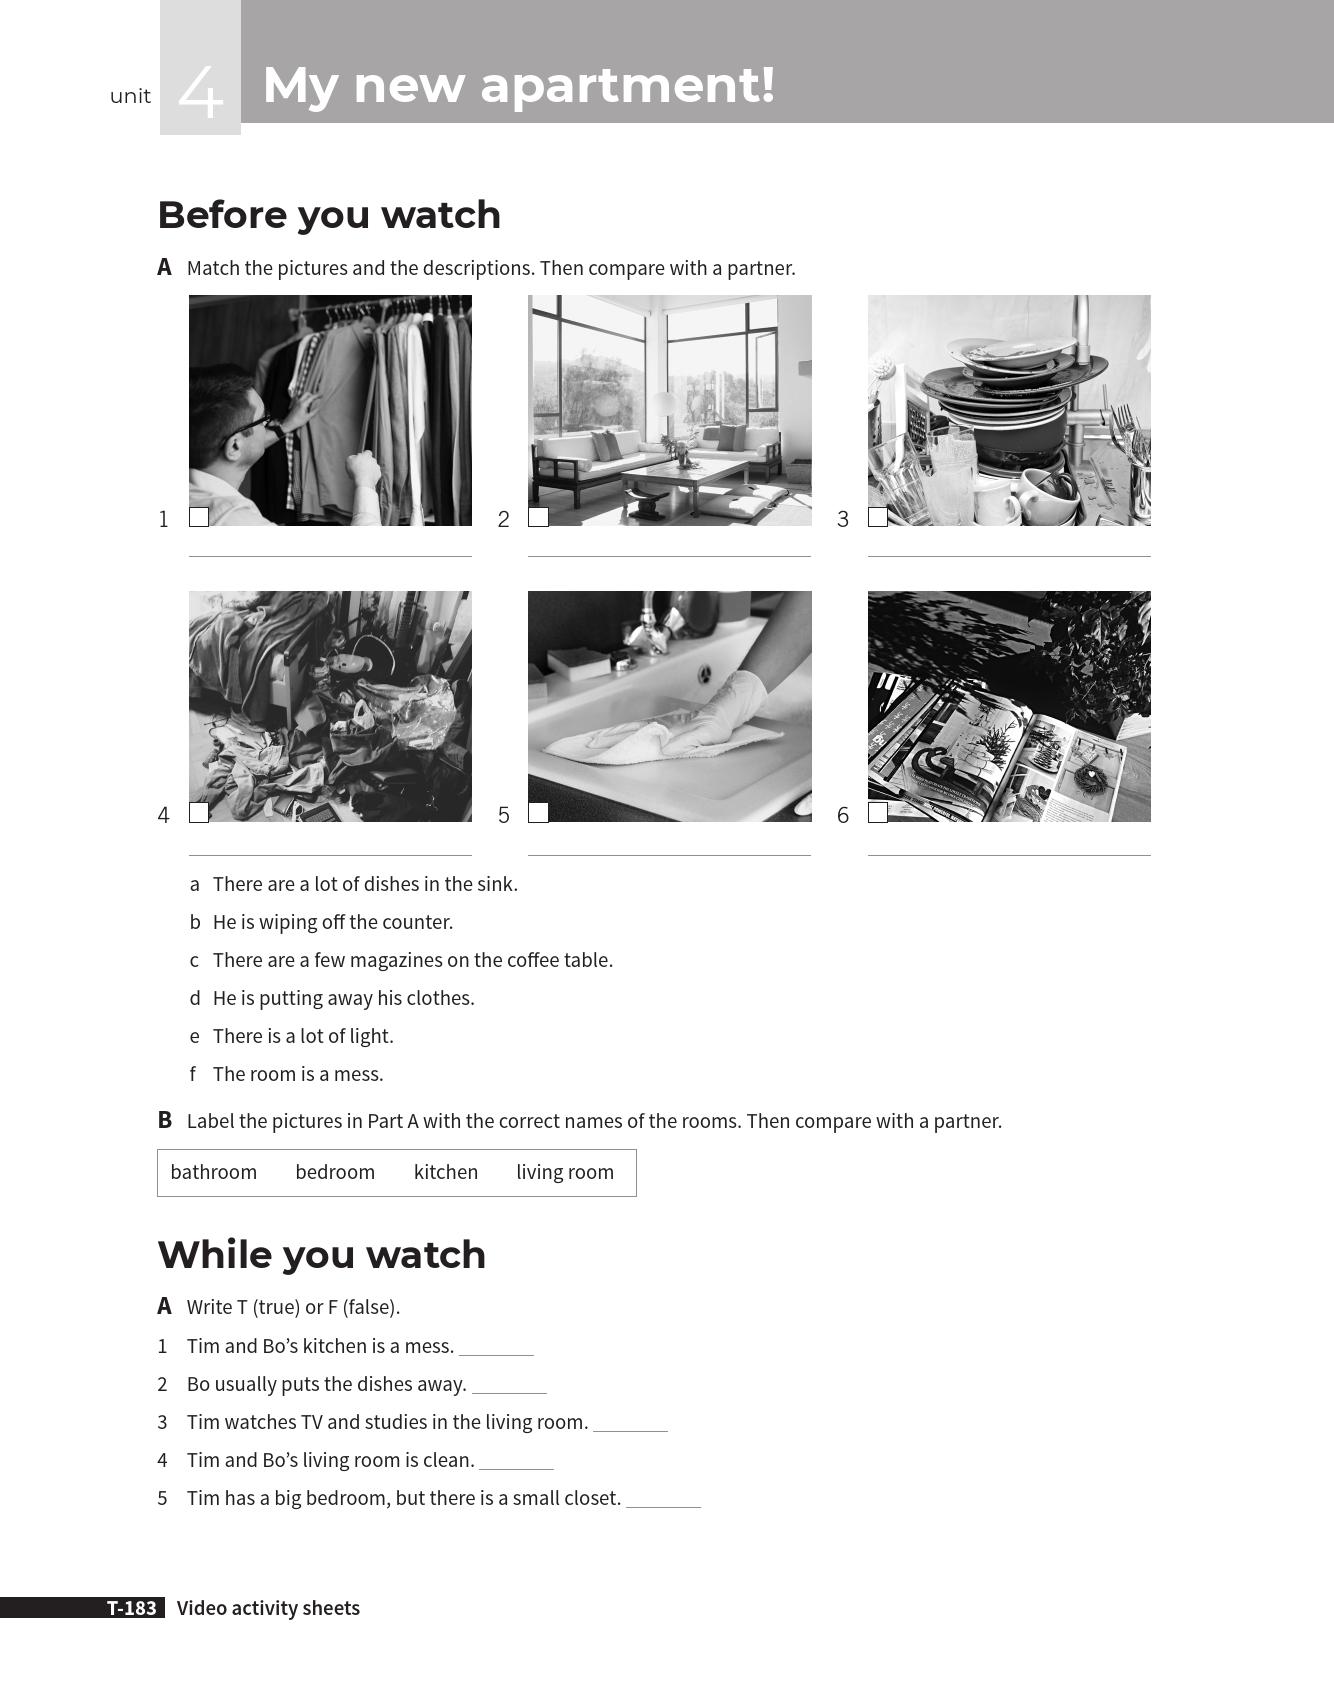 unit 4 My new apartment!
Before you watch
A Match the pictures and the descriptions. Then compare with a partner.
1 2 3
4 5 6
a There are a lot of dishes in the sink.
b He is wiping off the counter.
c There are a few magazines on the coffee table.
d He is putting away his clothes.
e There is a lot of light.
f The room is a mess.
B Label the pictures in Part A with the correct names of the rooms. Then compare with a partner.
bathroom bedroom kitchen living room
While you watch
A Write T (true) or F (false).
1 Tim and Bo’s kitchen is a mess. ________
2 Bo usually puts the dishes away. ________
3 Tim watches TV and studies in the living room. ________
4 Tim and Bo’s living room is clean. ________
5 Tim has a big bedroom, but there is a small closet. ________
T-183 Video activity sheets